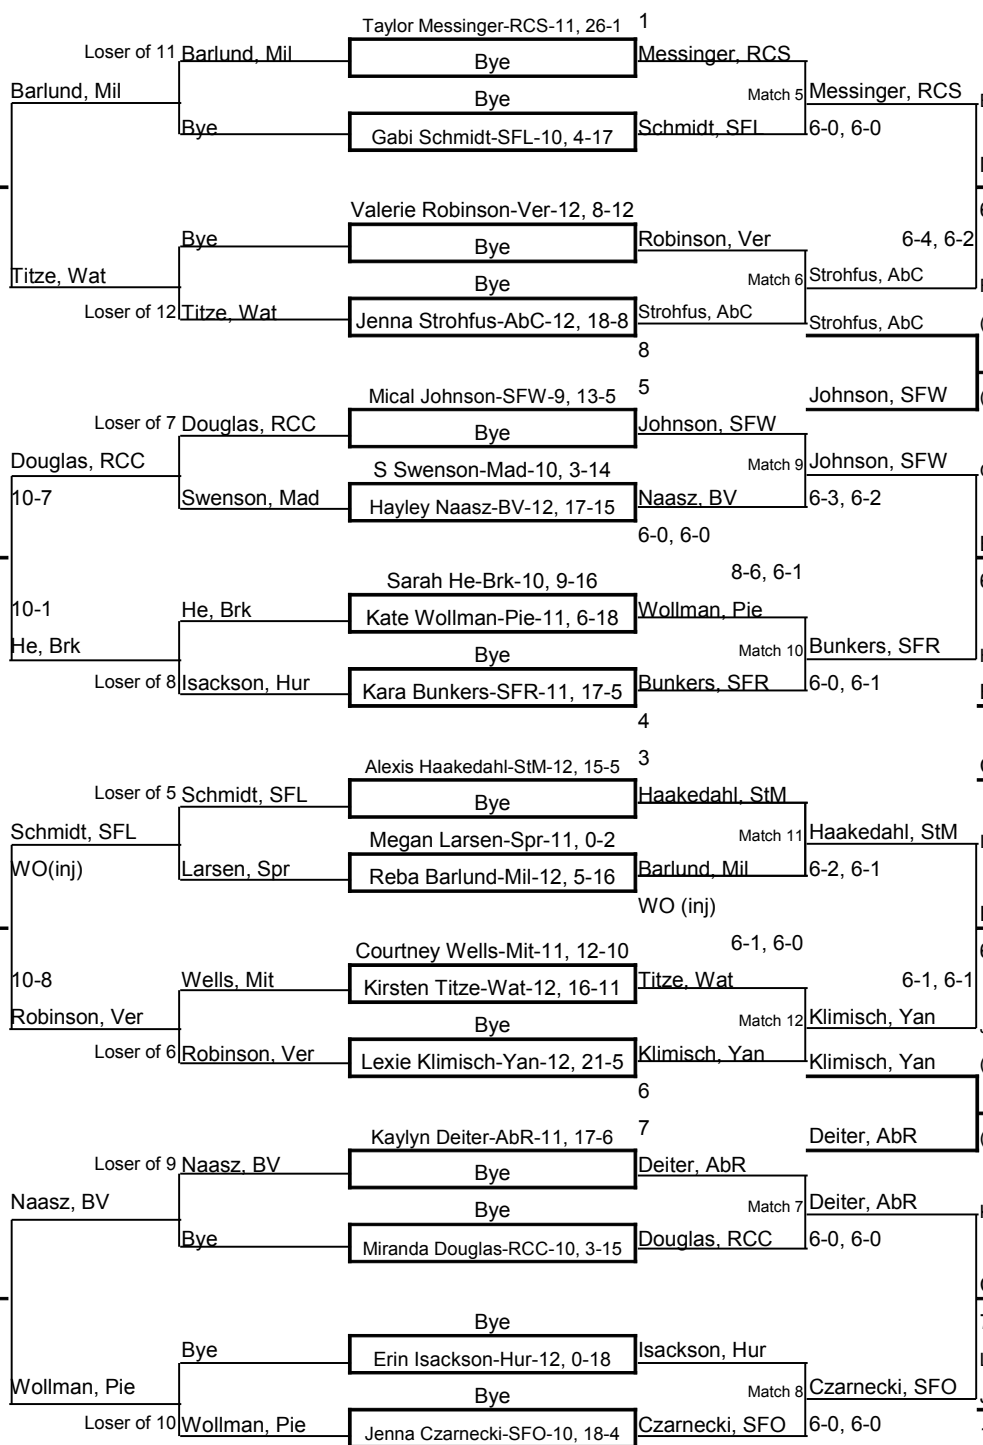 Taylor Messinger-RCS-11, 26-1 1
Loser of 11 Barlund, Mil Bye Messinger, RCS
Barlund, Mil Bye Match 5 Messinger, RCS
Bye Gabi Schmidt-SFL-10, 4-17 Schmidt, SFL 6-0, 6-0
Valerie Robinson-Ver-12, 8-12
Bye Bye Robinson, Ver 6-4, 6-2
Titze, Wat Bye Match 6 Strohfus, AbC
Loser of 12 Titze, Wat Jenna Strohfus-AbC-12, 18-8 Strohfus, AbC Strohfus, AbC
8
Mical Johnson-SFW-9, 13-5 5 Johnson, SFW
Loser of 7 Douglas, RCC Bye Johnson, SFW
Douglas, RCC S Swenson-Mad-10, 3-14 Match 9 Johnson, SFW
10-7 Swenson, Mad Hayley Naasz-BV-12, 17-15 Naasz, BV 6-3, 6-2
6-0, 6-0
Sarah He-Brk-10, 9-16 8-6, 6-1
10-1 He, Brk Kate Wollman-Pie-11, 6-18 Wollman, Pie
He, Brk Bye Match 10 Bunkers, SFR
Loser of 8 Isackson, Hur Kara Bunkers-SFR-11, 17-5 Bunkers, SFR 6-0, 6-1
4
Alexis Haakedahl-StM-12, 15-5 3
Loser of 5 Schmidt, SFL Bye Haakedahl, StM
Schmidt, SFL Megan Larsen-Spr-11, 0-2 Match 11 Haakedahl, StM
WO(inj) Larsen, Spr Reba Barlund-Mil-12, 5-16 Barlund, Mil 6-2, 6-1
WO (inj)
Courtney Wells-Mit-11, 12-10 6-1, 6-0
10-8 Wells, Mit Kirsten Titze-Wat-12, 16-11 Titze, Wat 6-1, 6-1
Robinson, Ver Bye Match 12 Klimisch, Yan
Loser of 6 Robinson, Ver Lexie Klimisch-Yan-12, 21-5 Klimisch, Yan Klimisch, Yan
6
Kaylyn Deiter-AbR-11, 17-6 7 Deiter, AbR
Loser of 9 Naasz, BV Bye Deiter, AbR
Naasz, BV Bye Match 7 Deiter, AbR
Bye Miranda Douglas-RCC-10, 3-15 Douglas, RCC 6-0, 6-0
Bye
Bye Erin Isackson-Hur-12, 0-18 Isackson, Hur
Wollman, Pie Bye Match 8 Czarnecki, SFO
Loser of 10 Wollman, Pie Jenna Czarnecki-SFO-10, 18-4 Czarnecki, SFO 6-0, 6-0